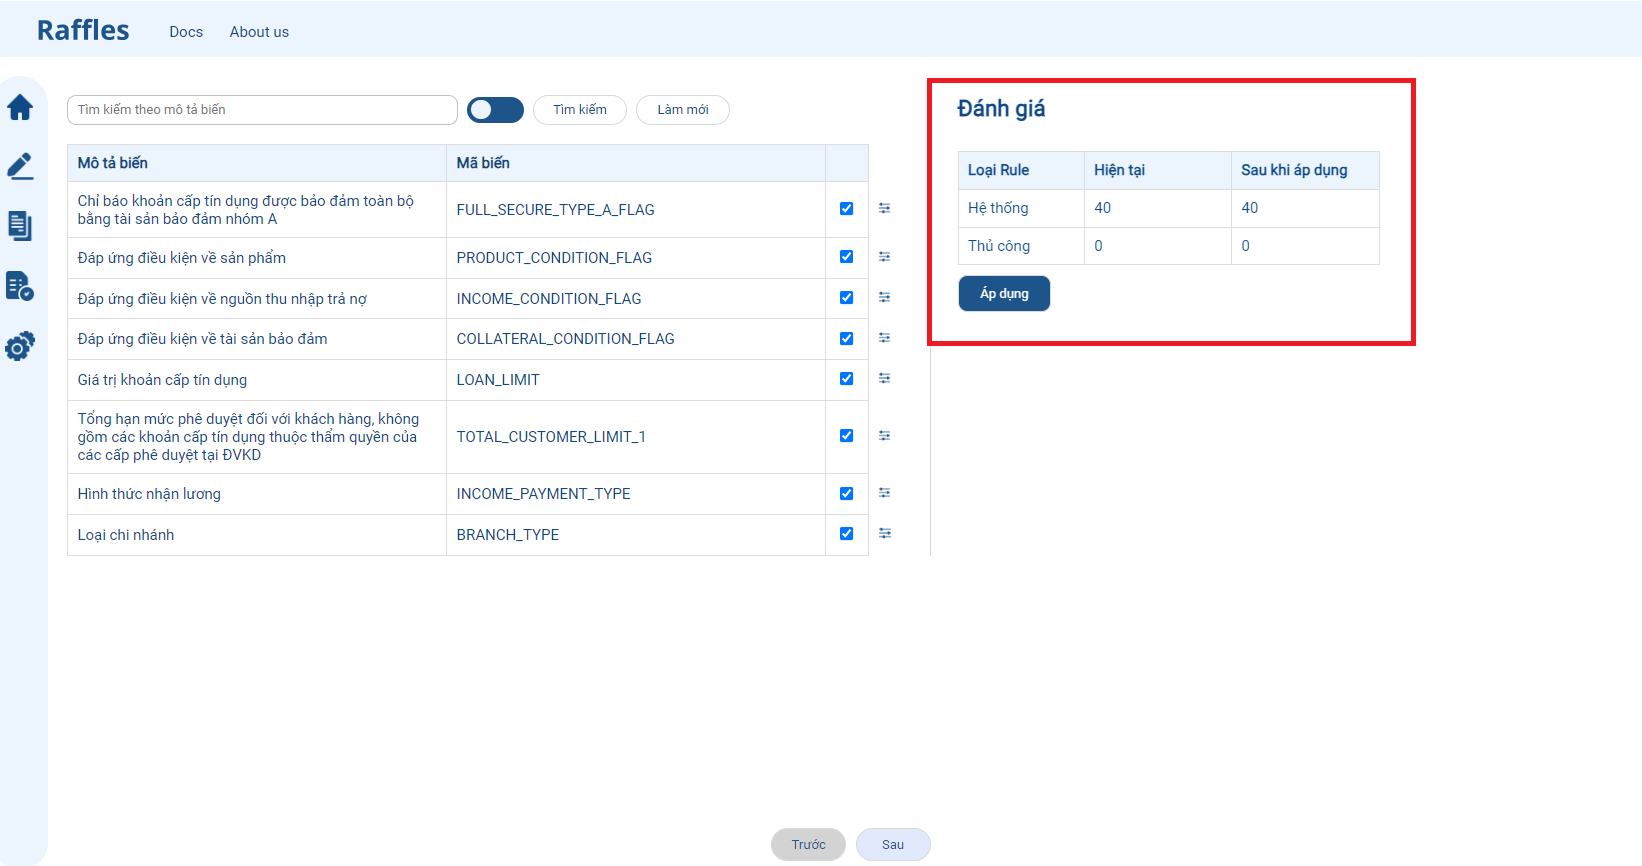 Raffles Docs About us
Tìm kiếm theo mô tả biến Tìm kiếm Làm mới
Mô tả biến Mã biến
Chỉ báo khoản cấp tín dụng được bảo đảm toàn bộ
bằng tài sản bảo đảm nhóm A
FULL_SECURE_TYPE_A_FLAG
Đáp ứng điều kiện về sản phẩm PRODUCT_CONDITION_FLAG
Đáp ứng điều kiện về nguồn thu nhập trả nợ INCOME_CONDITION_FLAG
Đáp ứng điều kiện về tài sản bảo đảm COLLATERAL_CONDITION_FLAG
Giá trị khoản cấp tín dụng LOAN_LIMIT
Tổng hạn mức phê duyệt đối với khách hàng, không
gồm các khoản cấp tín dụng thuộc thẩm quyền của
các cấp phê duyệt tại ĐVKD
TOTAL_CUSTOMER_LIMIT_1
Hình thức nhận lương INCOME_PAYMENT_TYPE
Loại chi nhánh BRANCH_TYPE
Đánh giá
Loại Rule Hiện tại Sau khi áp dụng
Hệ thống 40 40
Thủ công 0 0
Áp dụng
Trước Sau